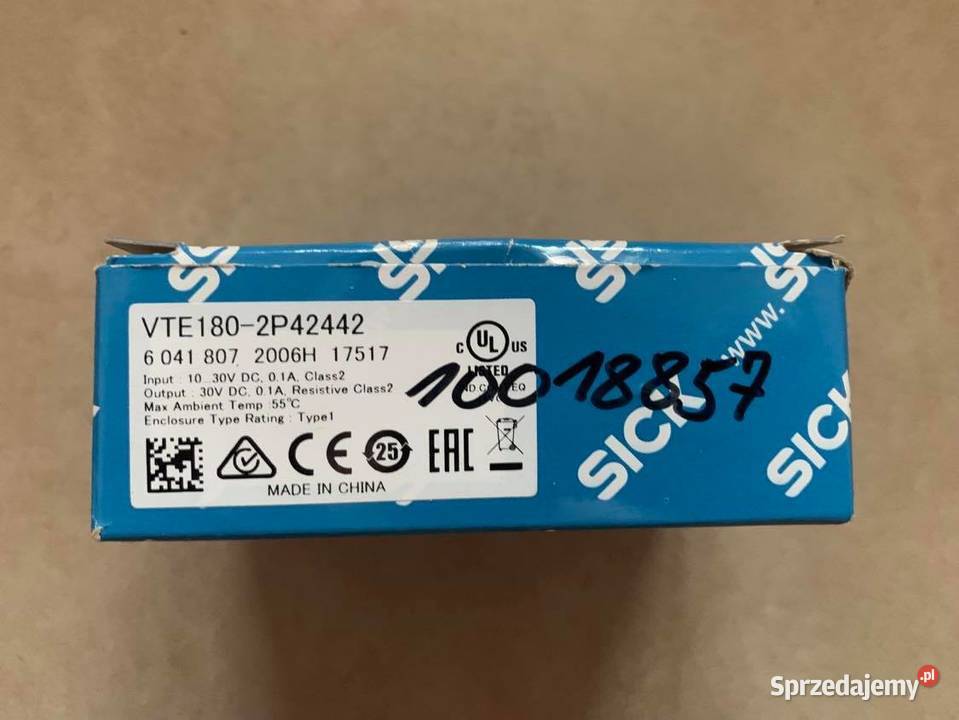 VTE180-2P42442
6 041 807 2006H 17517
Input : 10...30V DC, 0.1A, Class2
Output : 30V DC, 0.1A, Resistive Class2
Max Ambient Temp :55℃
Enclosure Type Rating : Type1
C UL US
LISTED
10018857
CE 25 EAC
MADE IN CHINA
www.
SICK
SICK
Sprzedajemy.pl